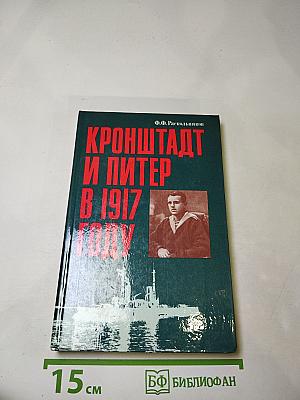 Ф.Ф. Раскольников
КРОНШТАДТ
И ПИТЕР
В 1917
ГОДУ
15 см
БФ БИБЛИОФАН